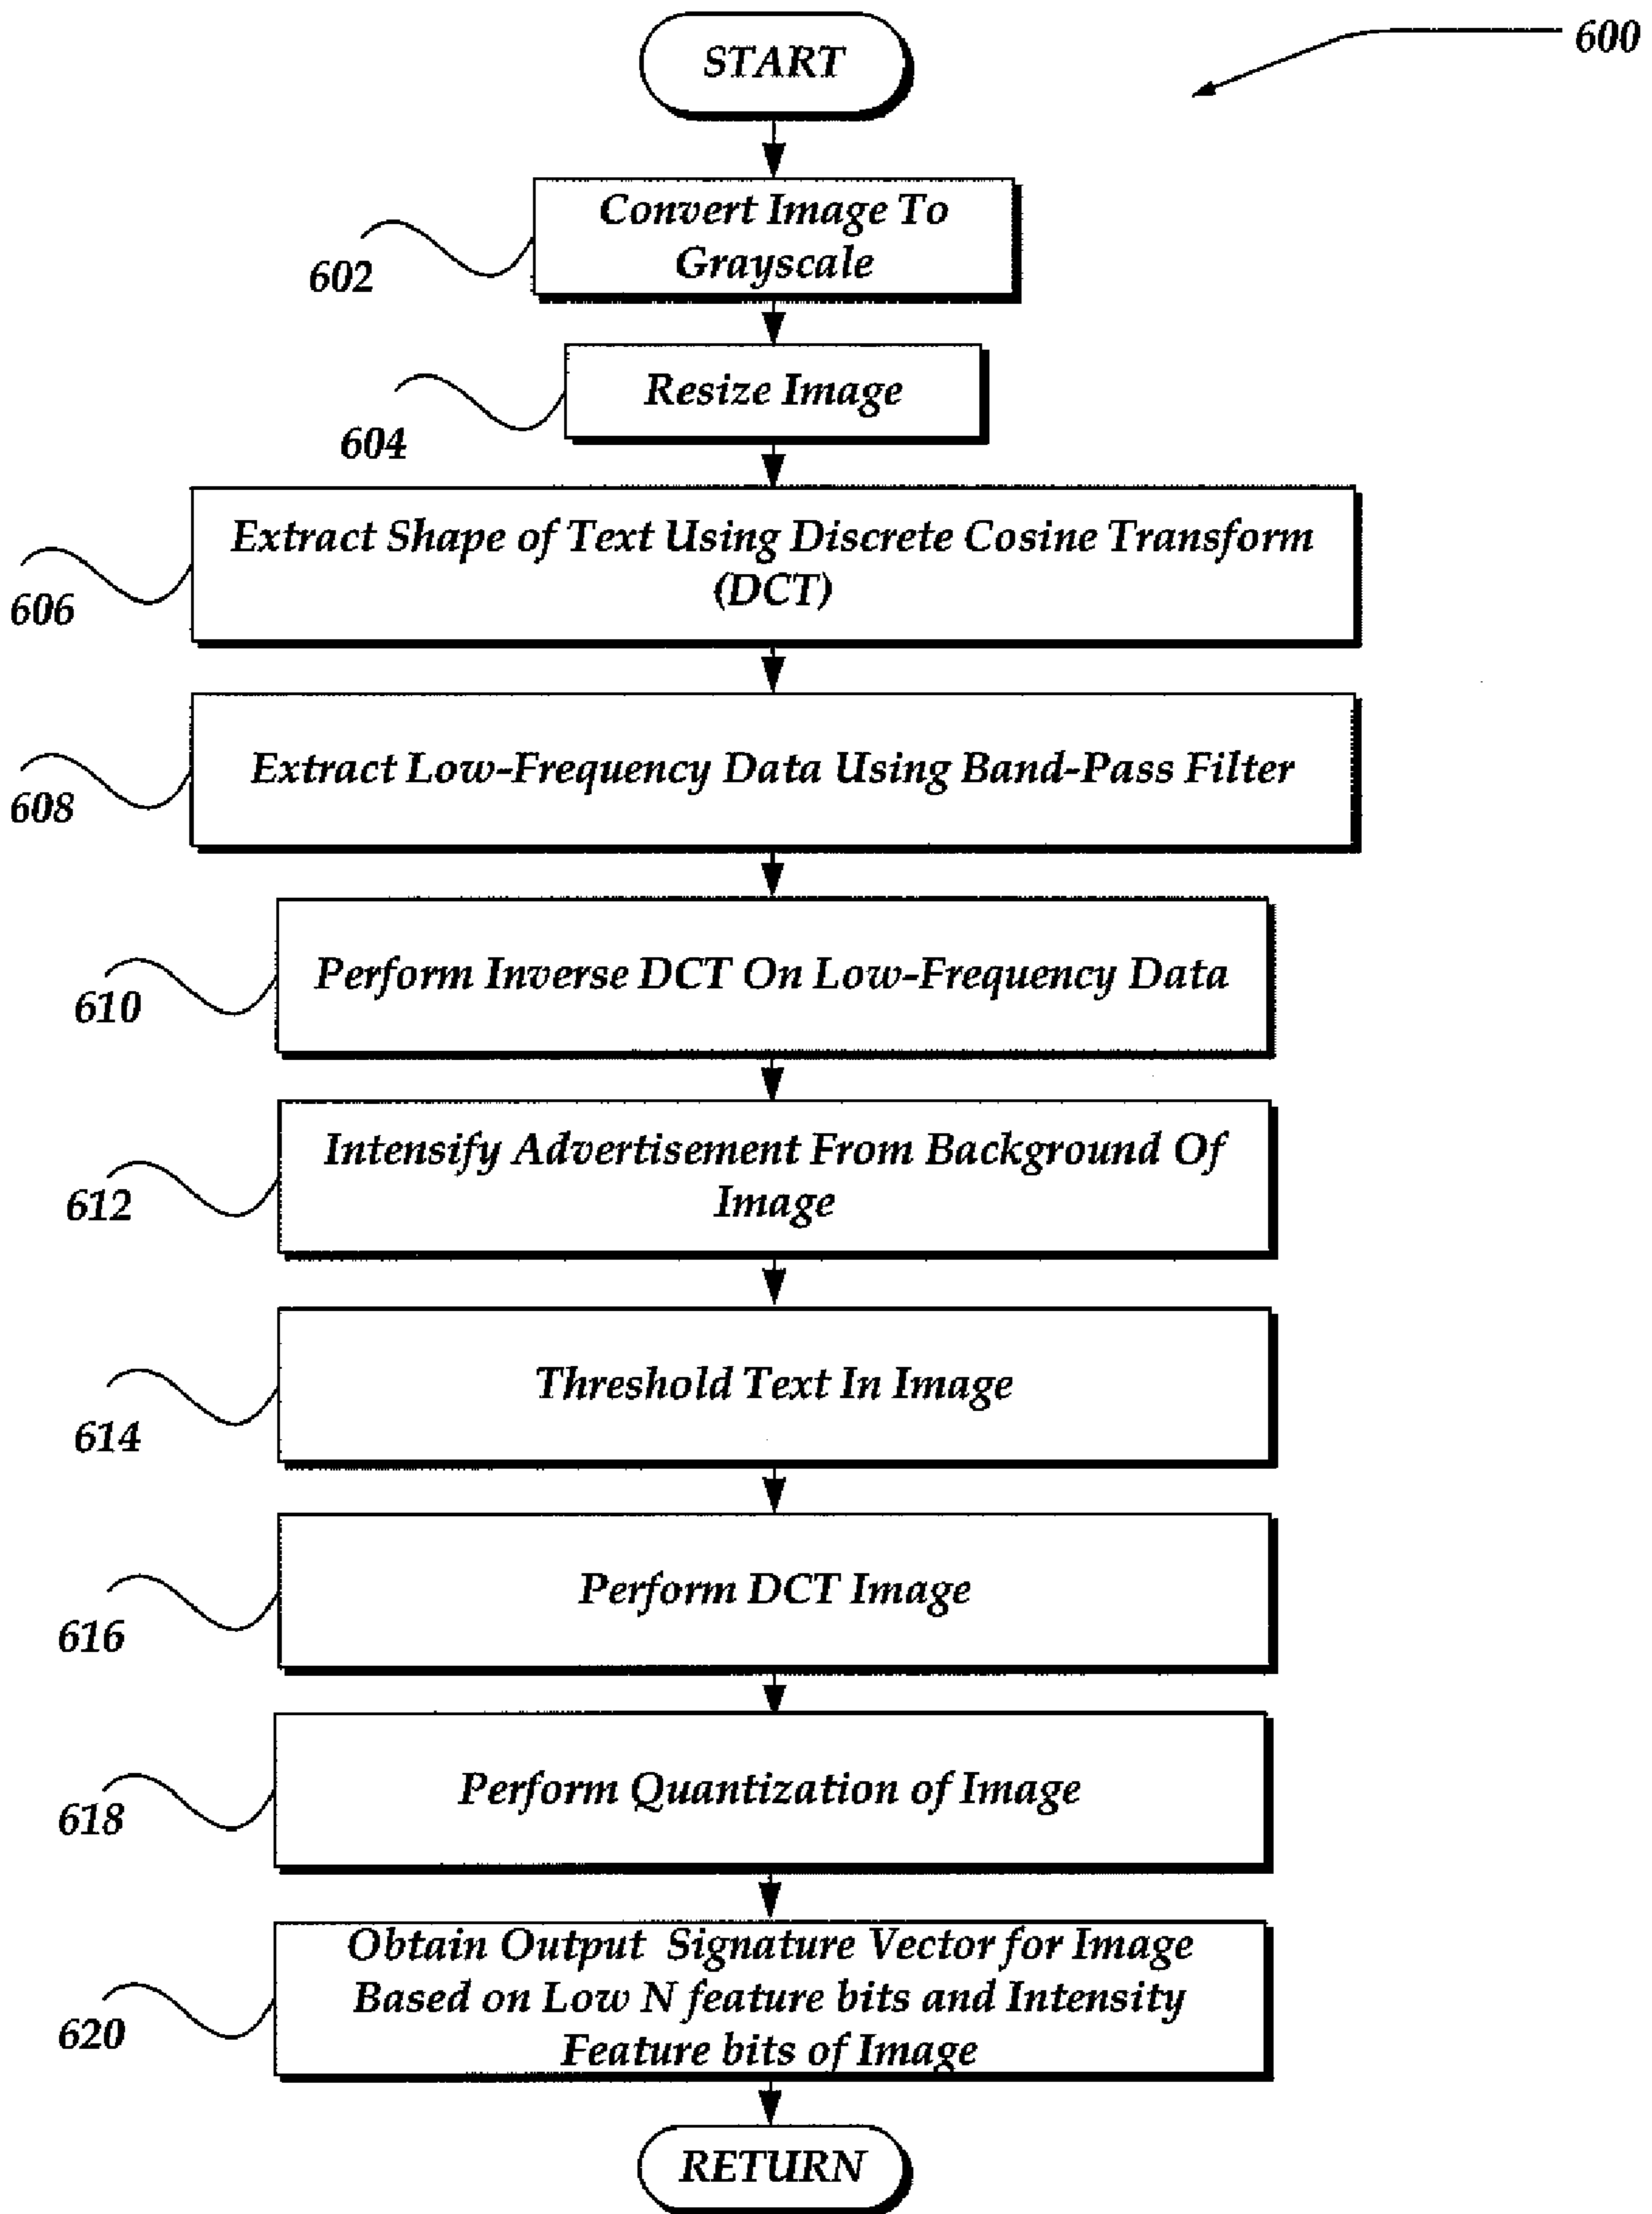 START
600
Convert Image To
Grayscale
602
Resize Image
604
Extract Shape of Text Using Discrete Cosine Transform
(DCT)
606
Extract Low-Frequency Data Using Band-Pass Filter
608
Perform Inverse DCT On Low-Frequency Data
610
Intensify Advertisement From Background Of
Image
612
Threshold Text In Image
614
Perform DCT Image
616
Perform Quantization of Image
618
Obtain Output Signature Vector for Image
Based on Low N feature bits and Intensity
Feature bits of Image
620
RETURN